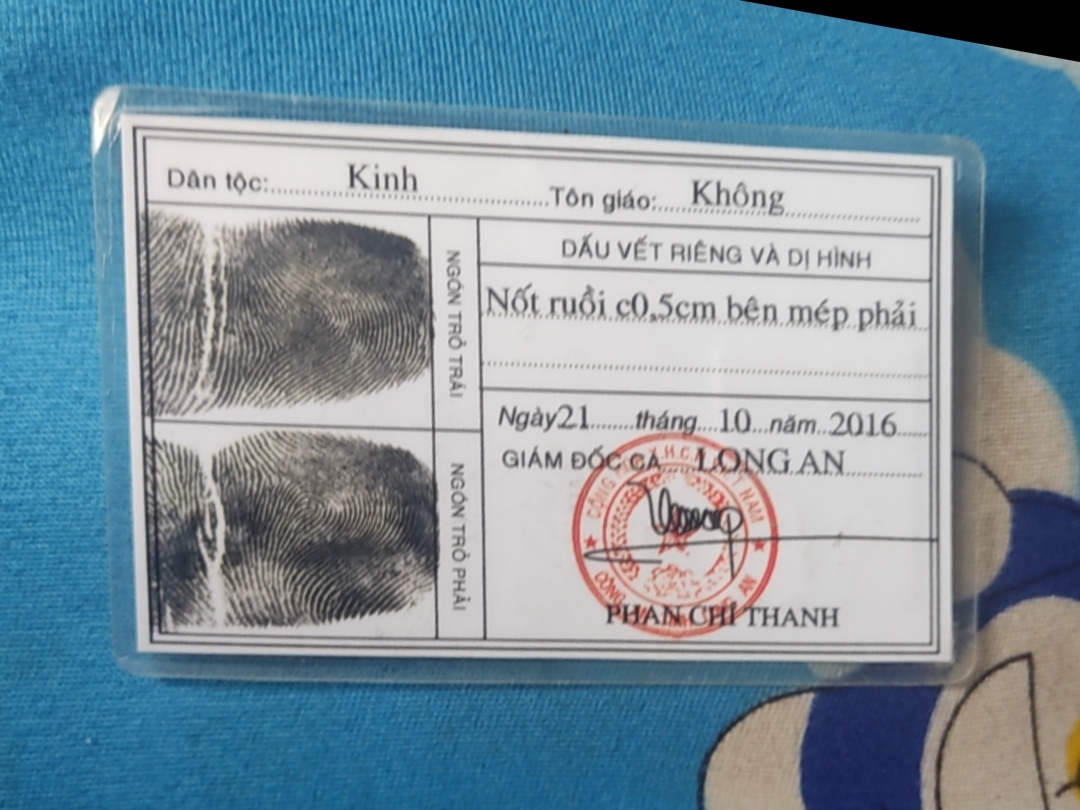 Dân tộc: Kinh Tôn giáo: Không
NGÓN TRỎ TRÁI
NGÓN TRỎ PHẢI
DẤU VẾT RIÊNG VÀ DỊ HÌNH
Nốt ruồi c0,5cm bên mép phải
Ngày 21 tháng 10 năm 2016
GIÁM ĐỐC CA LONG AN
PHAN CHÍ THANH